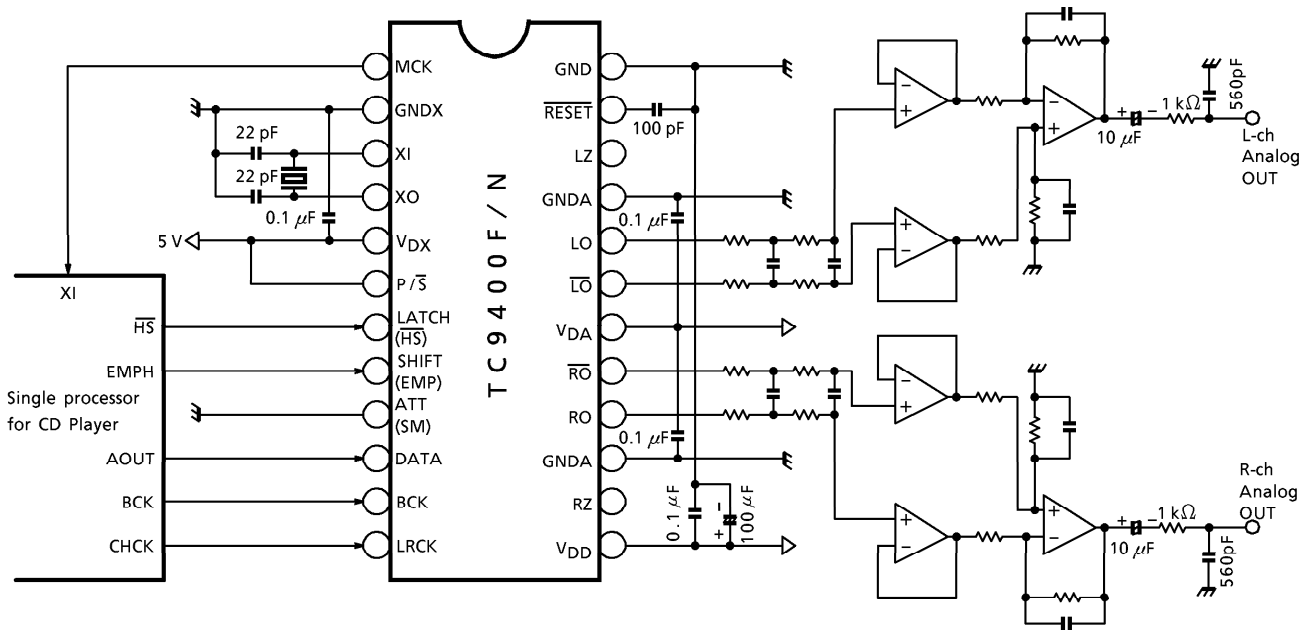 XI
HS
EMPH
Single processor
for CD Player
AOUT
BCK
CHCK
22 pF
22 pF
0.1 μF
5 V
MCK
GNDX
XI
XO
VDX
P/S
LATCH
(HS)
SHIFT
(EMP)
ATT
(SM)
DATA
BCK
LRCK
TC9400F/N
GND
RESET
LZ
GNDA
LO
LO
VDA
RO
RO
GNDA
RZ
VDD
100 pF
0.1 μF
0.1 μF
0.1 μF
-
+
100 μF
-
+
+
-
-
+
+ -
10 μF
1 kΩ
560pF
L-ch
Analog
OUT
-
+
+
-
+
-
+ -
10 μF
1 kΩ
560pF
R-ch
Analog
OUT